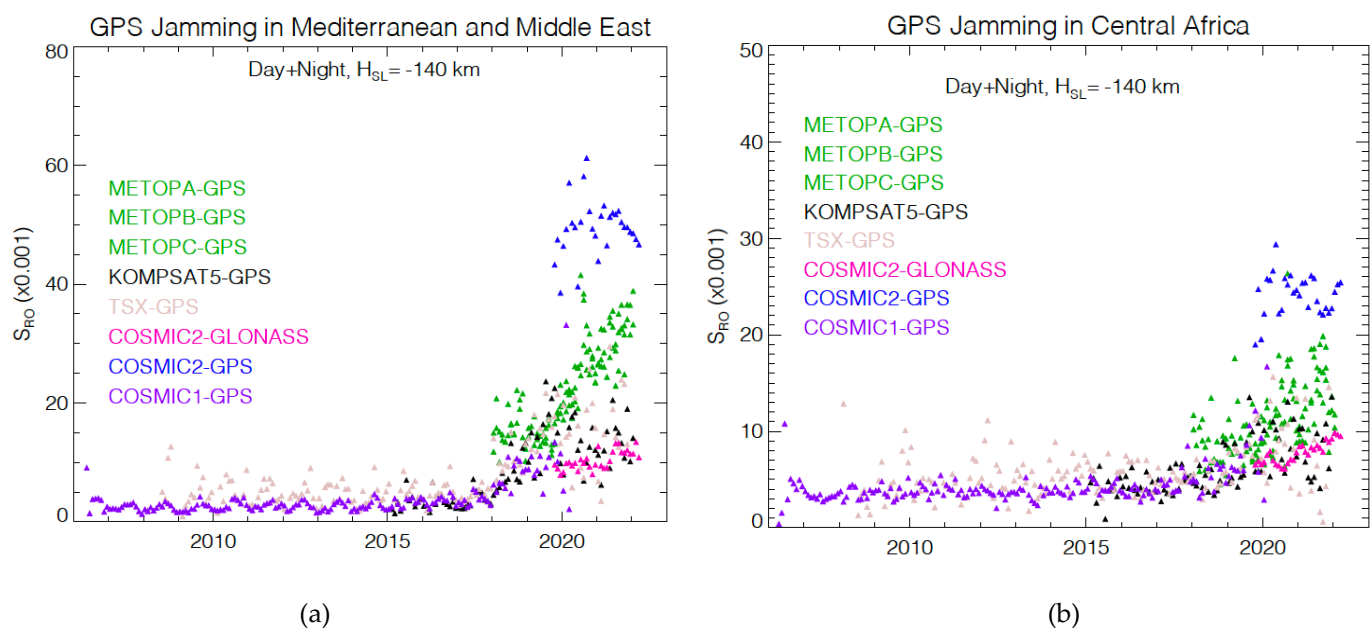 GPS Jamming in Mediterranean and Middle East
80
60
40
20
0
S_RO (x0.001)
Day+Night, H_SL= -140 km
METOPA-GPS
METOPB-GPS
METOPC-GPS
KOMPSAT5-GPS
TSX-GPS
COSMIC2-GLONASS
COSMIC2-GPS
COSMIC1-GPS
2010
2015
2020
(a)
GPS Jamming in Central Africa
50
40
30
20
10
0
S_RO (x0.001)
Day+Night, H_SL= -140 km
METOPA-GPS
METOPB-GPS
METOPC-GPS
KOMPSAT5-GPS
TSX-GPS
COSMIC2-GLONASS
COSMIC2-GPS
COSMIC1-GPS
2010
2015
2020
(b)